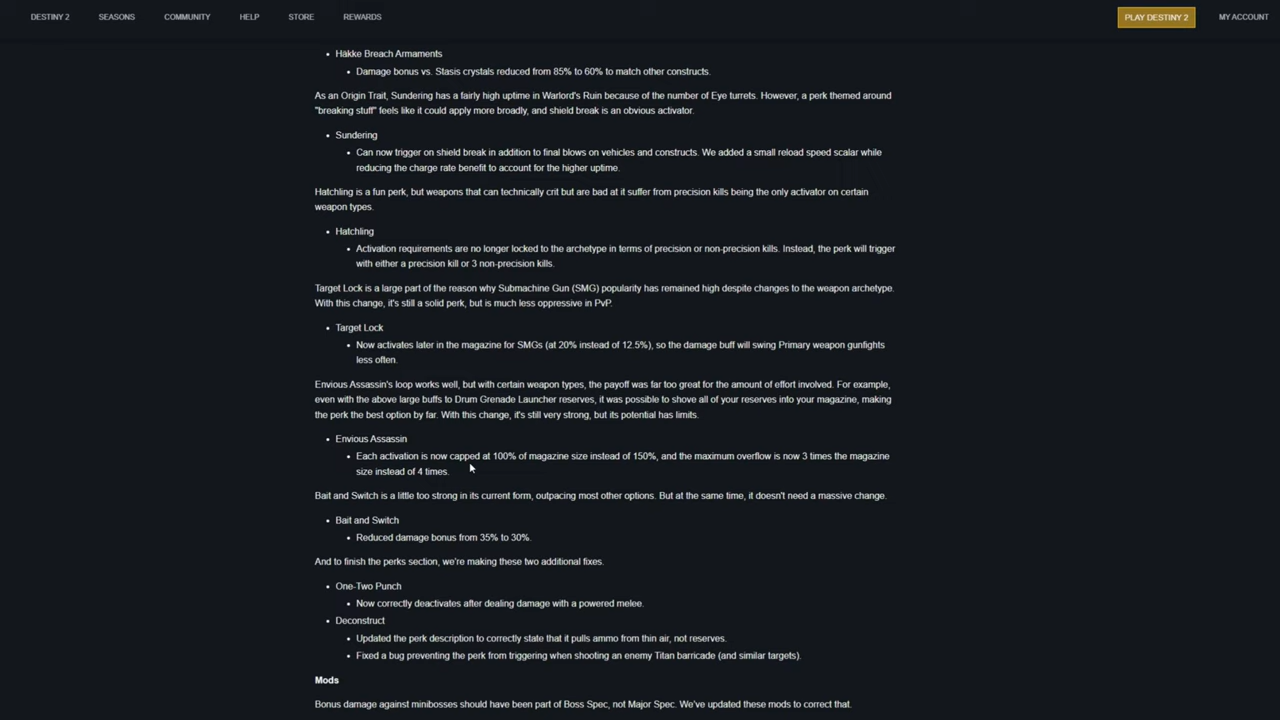 DESTINY 2 SEASONS COMMUNITY HELP STORE REWARDS PLAY DESTINY 2 MY ACCOUNT
• Häkke Breach Armaments
• Damage bonus vs. Stasis crystals reduced from 85% to 60% to match other constructs.
As an Origin Trait, Sundering has a fairly high uptime in Warlord's Ruin because of the number of Eye turrets. However, a perk themed around
"breaking stuff" feels like it could apply more broadly, and shield break is an obvious activator.
• Sundering
• Can now trigger on shield break in addition to final blows on vehicles and constructs. We added a small reload speed scalar while
reducing the charge rate benefit to account for the higher uptime.
Hatchling is a fun perk, but weapons that can technically crit but are bad at it suffer from precision kills being the only activator on certain
weapon types.
• Hatchling
• Activation requirements are no longer locked to the archetype in terms of precision or non-precision kills. Instead, the perk will trigger
with either a precision kill or 3 non-precision kills.
Target Lock is a large part of the reason why Submachine Gun (SMG) popularity has remained high despite changes to the weapon archetype.
With this change, it's still a solid perk, but is much less oppressive in PvP.
• Target Lock
• Now activates later in the magazine for SMGs (at 20% instead of 12.5%), so the damage buff will swing Primary weapon gunfights
less often.
Envious Assassin's loop works well, but with certain weapon types, the payoff was far too great for the amount of effort involved. For example,
even with the above large buffs to Drum Grenade Launcher reserves, it was possible to shove all of your reserves into your magazine, making
the perk the best option by far. With this change, it's still very strong, but its potential has limits.
• Envious Assassin
• Each activation is now capped at 100% of magazine size instead of 150%, and the maximum overflow is now 3 times the magazine
size instead of 4 times.
Bait and Switch is a little too strong in its current form, outpacing most other options. But at the same time, it doesn't need a massive change.
• Bait and Switch
• Reduced damage bonus from 35% to 30%.
And to finish the perks section, we're making these two additional fixes.
• One-Two Punch
• Now correctly deactivates after dealing damage with a powered melee.
• Deconstruct
• Updated the perk description to correctly state that it pulls ammo from thin air, not reserves.
• Fixed a bug preventing the perk from triggering when shooting an enemy Titan barricade (and similar targets).
Mods
Bonus damage against minibosses should have been part of Boss Spec, not Major Spec. We've updated these mods to correct that.